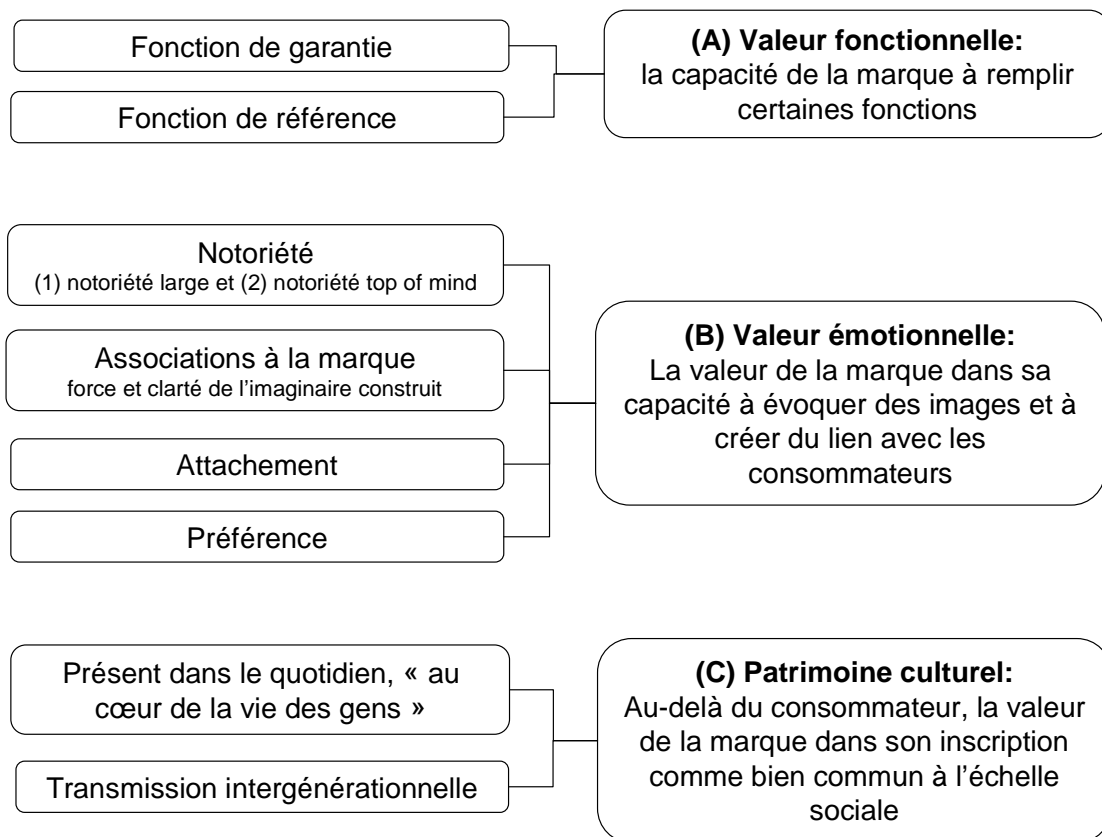 Fonction de garantie
Fonction de référence
(A) Valeur fonctionnelle:
la capacité de la marque à remplir
certaines fonctions
Notoriété
(1) notoriété large et (2) notoriété top of mind
Associations à la marque
force et clarté de l’imaginaire construit
Attachement
Préférence
(B) Valeur émotionnelle:
La valeur de la marque dans sa
capacité à évoquer des images et à
créer du lien avec les
consommateurs
Présent dans le quotidien, « au
cœur de la vie des gens »
Transmission intergénérationnelle
(C) Patrimoine culturel:
Au-delà du consommateur, la valeur
de la marque dans son inscription
comme bien commun à l’échelle
sociale